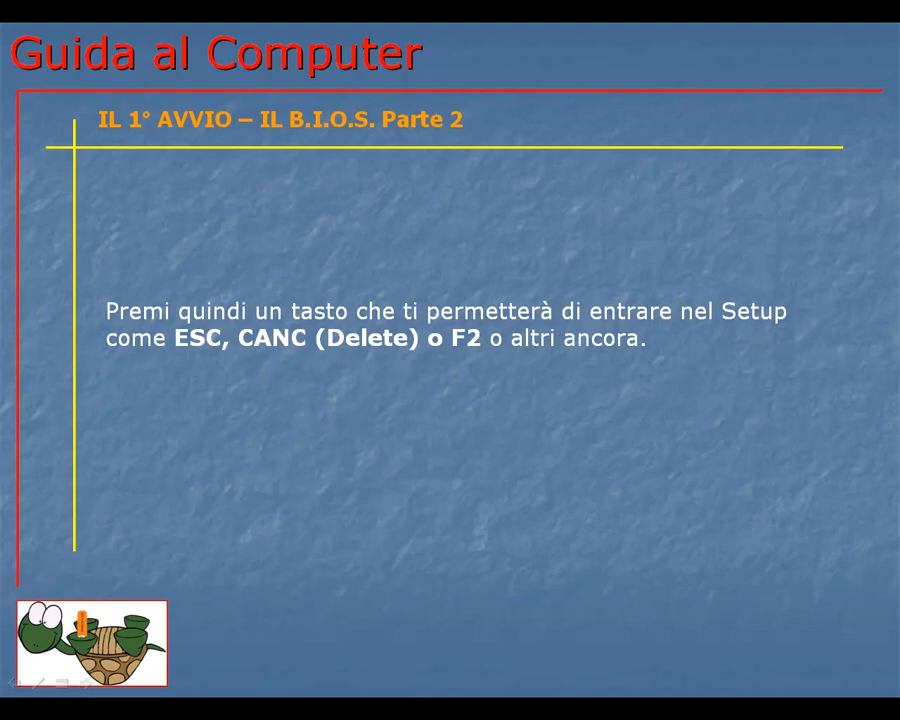 Guida al Computer
IL 1° AVVIO – IL B.I.O.S. Parte 2
Premi quindi un tasto che ti permetterà di entrare nel Setup
come ESC, CANC (Delete) o F2 o altri ancora.